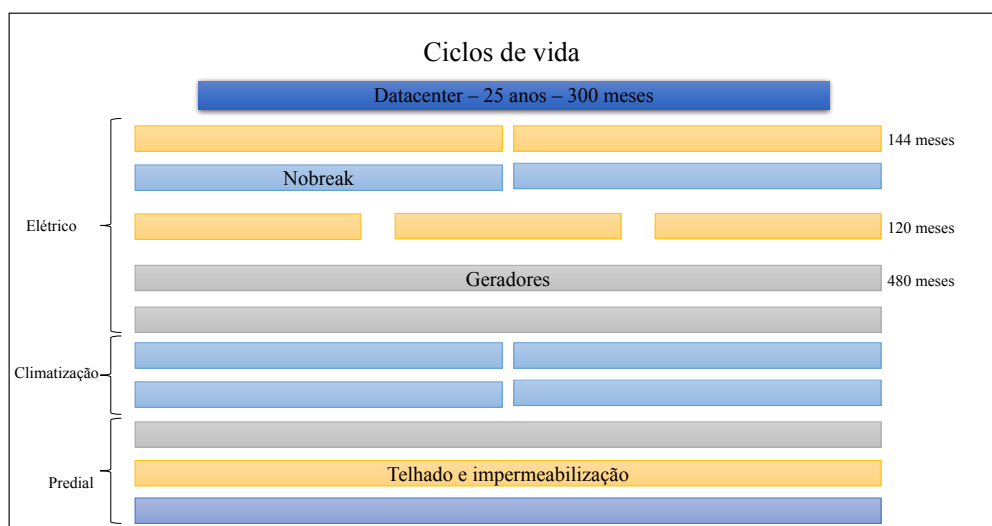 Ciclos de vida
Datacenter – 25 anos – 300 meses
144 meses
Nobreak
Elétrico
120 meses
Geradores
480 meses
Climatização
Predial
Telhado e impermeabilização